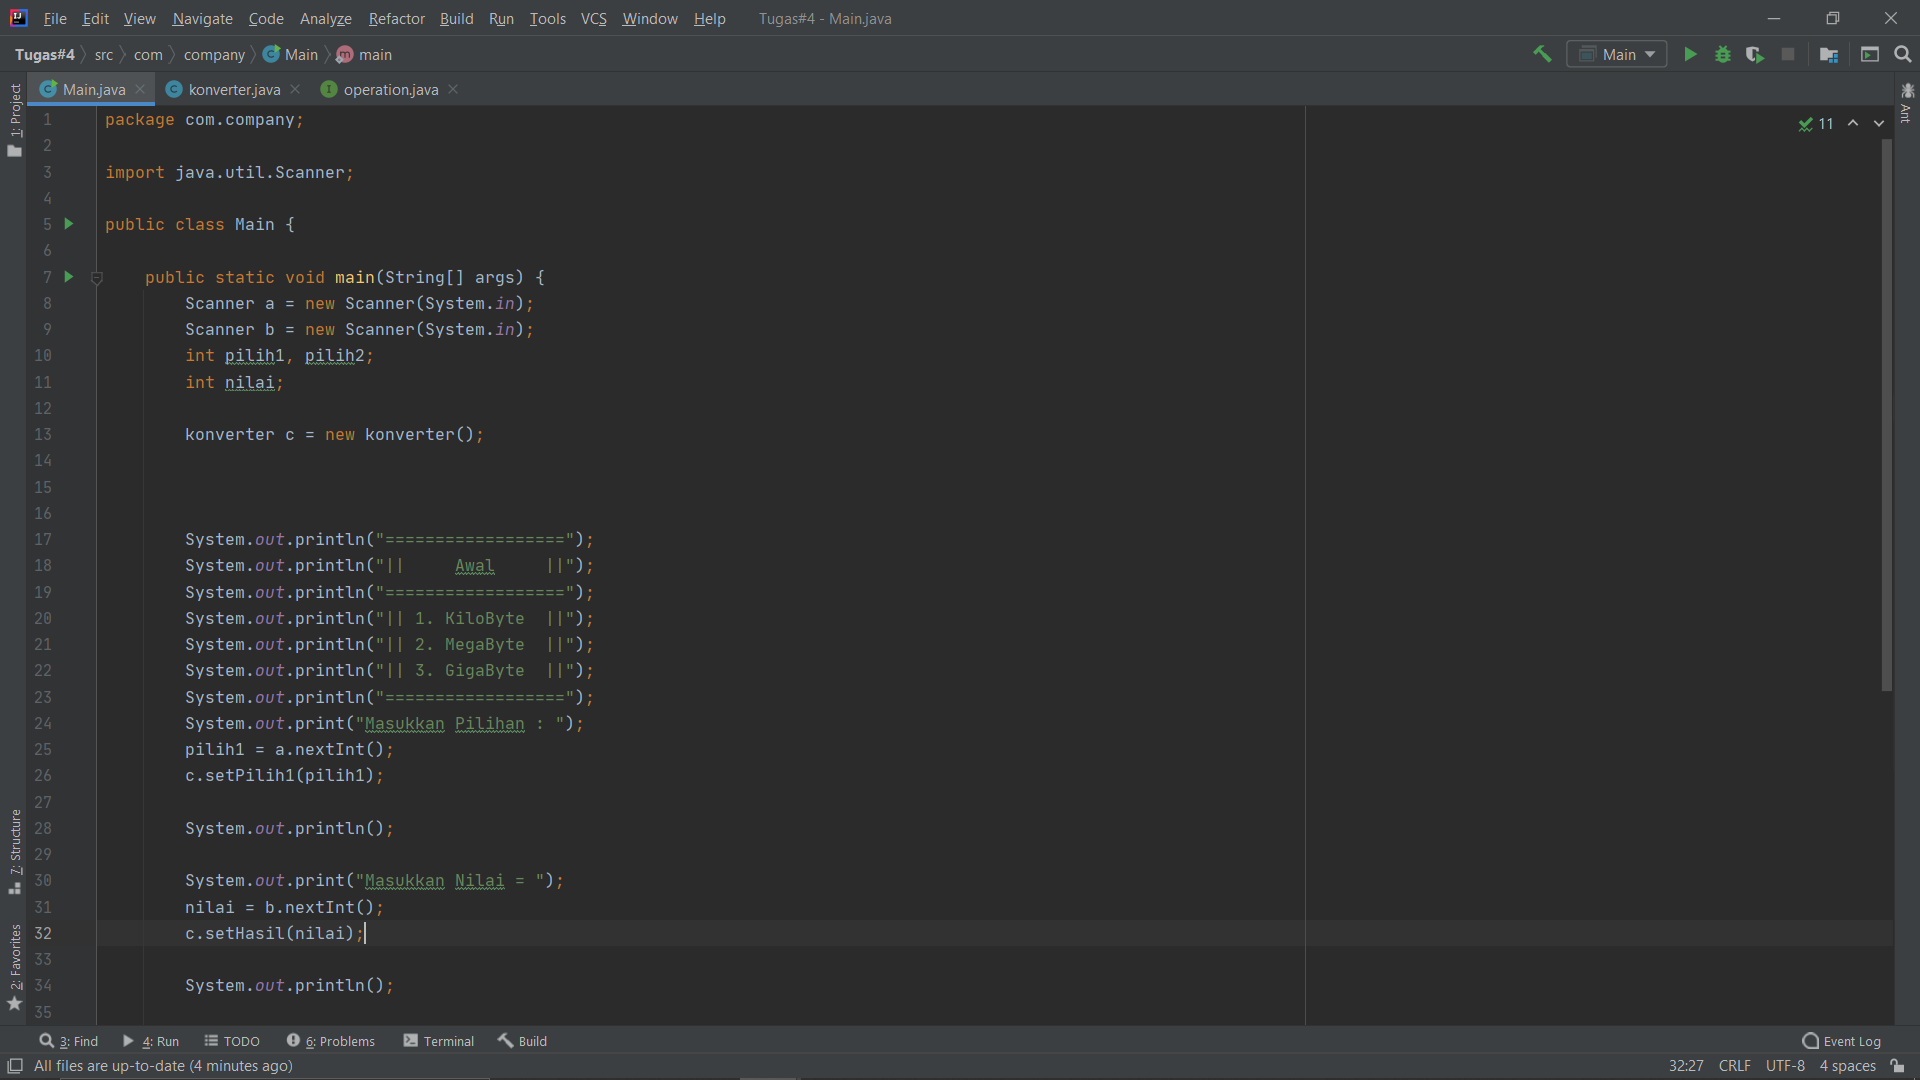 File Edit View Navigate Code Analyze Refactor Build Run Tools VCS Window Help Tugas#4 - Main.java
Tugas#4 src com company Main main
Main
Main.java konverter.java operation.java
1: Project
7: Structure
2: Favorites
Ant
11
1 package com.company;
2
3 import java.util.Scanner;
4
5 public class Main {
6
7     public static void main(String[] args) {
8         Scanner a = new Scanner(System.in);
9         Scanner b = new Scanner(System.in);
10         int pilih1, pilih2;
11         int nilai;
12
13         konverter c = new konverter();
14
15
16
17         System.out.println("==================");
18         System.out.println("||     Awal     ||");
19         System.out.println("==================");
20         System.out.println("|| 1. KiloByte  ||");
21         System.out.println("|| 2. MegaByte  ||");
22         System.out.println("|| 3. GigaByte  ||");
23         System.out.println("==================");
24         System.out.print("Masukkan Pilihan : ");
25         pilih1 = a.nextInt();
26         c.setPilih1(pilih1);
27
28         System.out.println();
29
30         System.out.print("Masukkan Nilai = ");
31         nilai = b.nextInt();
32         c.setHasil(nilai);
33
34         System.out.println();
35
3: Find 4: Run TODO 6: Problems Terminal Build Event Log
All files are up-to-date (4 minutes ago) 32:27 CRLF UTF-8 4 spaces